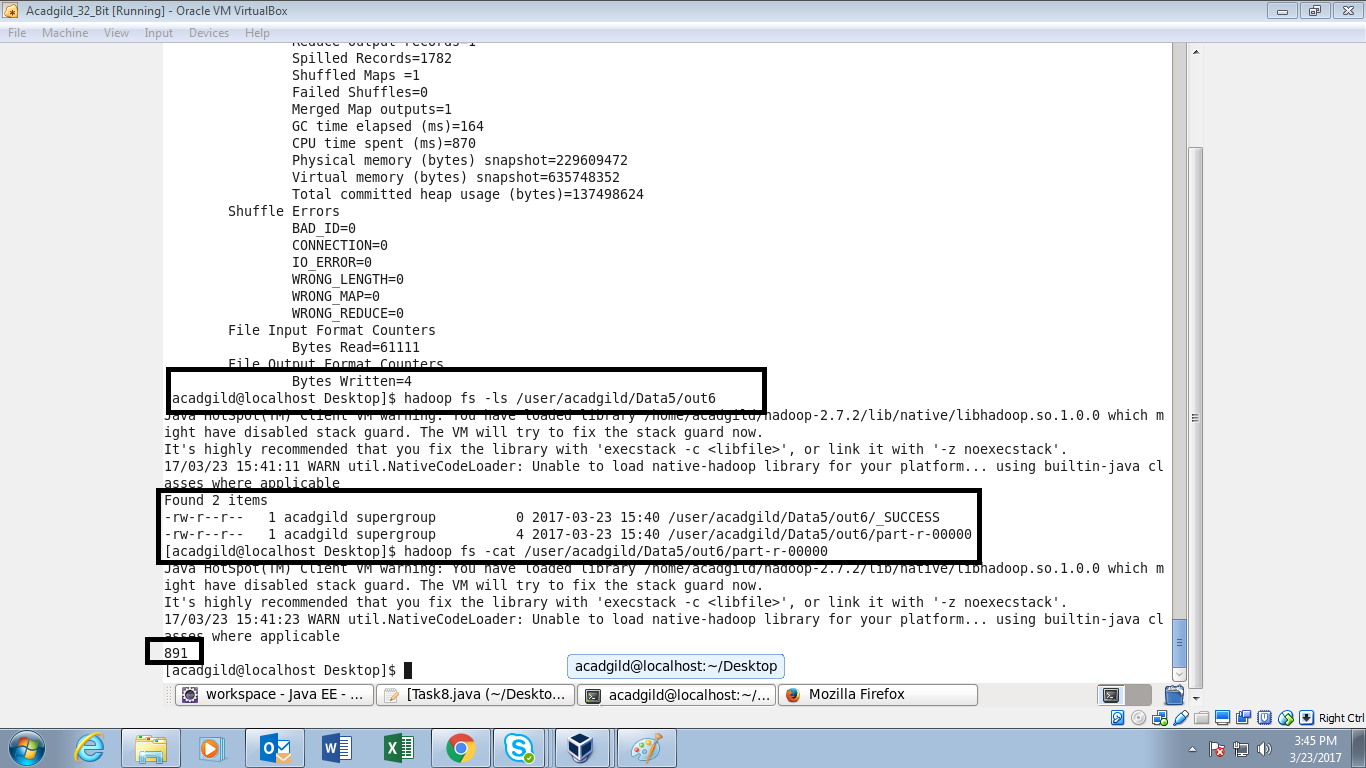 Acadgild_32_Bit [Running] - Oracle VM VirtualBox
File Machine View Input Devices Help
Reduce output records=1
Spilled Records=1782
Shuffled Maps =1
Failed Shuffles=0
Merged Map outputs=1
GC time elapsed (ms)=164
CPU time spent (ms)=870
Physical memory (bytes) snapshot=229609472
Virtual memory (bytes) snapshot=635748352
Total committed heap usage (bytes)=137498624
Shuffle Errors
BAD_ID=0
CONNECTION=0
IO_ERROR=0
WRONG_LENGTH=0
WRONG_MAP=0
WRONG_REDUCE=0
File Input Format Counters
Bytes Read=61111
File Output Format Counters
Bytes Written=4
[acadgild@localhost Desktop]$ hadoop fs -ls /user/acadgild/Data5/out6
Java HotSpot(TM) Client VM warning: You have loaded library /home/acadgild/hadoop-2.7.2/lib/native/libhadoop.so.1.0.0 which m
ight have disabled stack guard. The VM will try to fix the stack guard now.
It's highly recommended that you fix the library with 'execstack -c <libfile>', or link it with '-z noexecstack'.
17/03/23 15:41:11 WARN util.NativeCodeLoader: Unable to load native-hadoop library for your platform... using builtin-java cl
asses where applicable
Found 2 items
-rw-r--r--   1 acadgild supergroup          0 2017-03-23 15:40 /user/acadgild/Data5/out6/_SUCCESS
-rw-r--r--   1 acadgild supergroup          4 2017-03-23 15:40 /user/acadgild/Data5/out6/part-r-00000
[acadgild@localhost Desktop]$ hadoop fs -cat /user/acadgild/Data5/out6/part-r-00000
Java HotSpot(TM) Client VM warning: You have loaded library /home/acadgild/hadoop-2.7.2/lib/native/libhadoop.so.1.0.0 which m
ight have disabled stack guard. The VM will try to fix the stack guard now.
It's highly recommended that you fix the library with 'execstack -c <libfile>', or link it with '-z noexecstack'.
17/03/23 15:41:23 WARN util.NativeCodeLoader: Unable to load native-hadoop library for your platform... using builtin-java cl
asses where applicable
891
[acadgild@localhost Desktop]$
acadgild@localhost:~/Desktop
workspace - Java EE - ... [Task8.java (~/Deskto... acadgild@localhost:~/... Mozilla Firefox
Right Ctrl
3:45 PM
3/23/2017